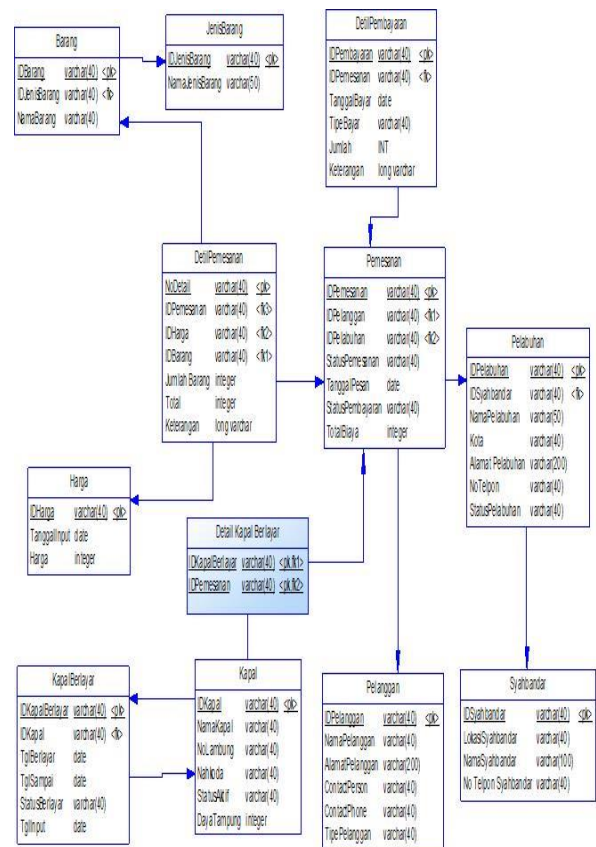 Barang
IDBarang varchar(40) <pk>
IDJenisBarang varchar(40) <fk>
NamaBarang varchar(40)
JenisBarang
IDJenisBarang varchar(40) <pk>
NamaJenisBarang varchar(50)
DetilPembayaran
IDPembayaran varchar(40) <pk>
IDPemesanan varchar(40) <fk>
TanggalBayar date
TipeBayar varchar(40)
Jumlah INT
Keterangan long varchar
DetilPemesanan
NoDetail varchar(40) <pk>
IDPemesanan varchar(40) <fk3>
IDHarga varchar(40) <fk2>
IDBarang varchar(40) <fk1>
Jumlah Barang integer
Total integer
Keterangan long varchar
Pemesanan
IDPemesanan varchar(40) <pk>
IDPelanggan varchar(40) <fk1>
IDPelabuhan varchar(40) <fk2>
StatusPemesanan varchar(40)
TanggalPesan date
StatusPembayaran varchar(40)
TotalBiaya integer
Pelabuhan
IDPelabuhan varchar(40) <pk>
IDSyahbandar varchar(40) <fk>
NamaPelabuhan varchar(50)
Kota varchar(40)
Alamat Pelabuhan varchar(200)
NoTelpon varchar(40)
StatusPelabuhan varchar(40)
Harga
IDHarga varchar(40) <pk>
TanggalInput date
Harga integer
Detail Kapal Berlayar
IDKapalBerlayar varchar(40) <pk,fk1>
IDPemesanan varchar(40) <pk,fk2>
KapalBerlayar
IDKapalBerlayar varchar(40) <pk>
IDKapal varchar(40) <fk>
TglBerlayar date
TglSampai date
StatusBerlayar varchar(40)
TglInput date
Kapal
IDKapal varchar(40) <pk>
NamaKapal varchar(40)
NoLambung varchar(40)
Nahkoda varchar(40)
StatusAktif varchar(40)
DayaTampung integer
Pelanggan
IDPelanggan varchar(40) <pk>
NamaPelanggan varchar(40)
AlamatPelanggan varchar(200)
ContactPerson varchar(40)
ContactPhone varchar(40)
TipePelanggan varchar(40)
Syahbandar
IDSyahbandar varchar(40) <pk>
LokasiSyahbandar varchar(40)
NamaSyahbandar varchar(100)
No Telpon Syahbandar varchar(40)